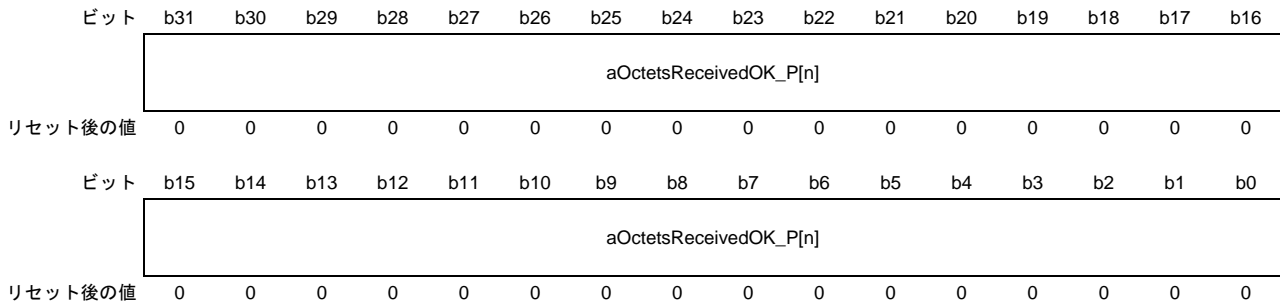 ビット b31 b30 b29 b28 b27 b26 b25 b24 b23 b22 b21 b20 b19 b18 b17 b16
aOctetsReceivedOK_P[n]
リセット後の値 0 0 0 0 0 0 0 0 0 0 0 0 0 0 0 0
ビット b15 b14 b13 b12 b11 b10 b9 b8 b7 b6 b5 b4 b3 b2 b1 b0
aOctetsReceivedOK_P[n]
リセット後の値 0 0 0 0 0 0 0 0 0 0 0 0 0 0 0 0